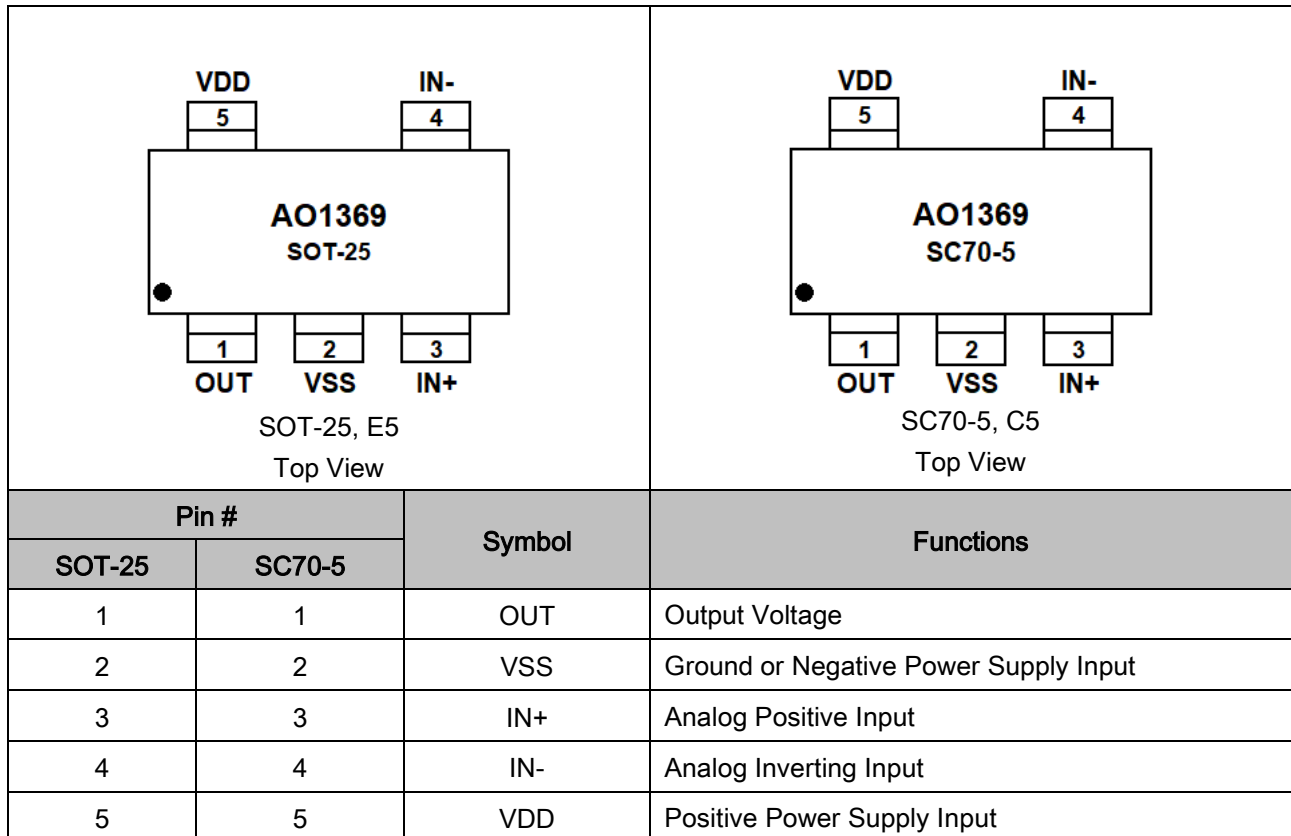 VDD IN-
5 4
AO1369
SOT-25
1 2 3
OUT VSS IN+
SOT-25, E5
Top View
VDD IN-
5 4
AO1369
SC70-5
1 2 3
OUT VSS IN+
SC70-5, C5
Top View
Pin # Symbol Functions
SOT-25 SC70-5
1 1 OUT Output Voltage
2 2 VSS Ground or Negative Power Supply Input
3 3 IN+ Analog Positive Input
4 4 IN- Analog Inverting Input
5 5 VDD Positive Power Supply Input